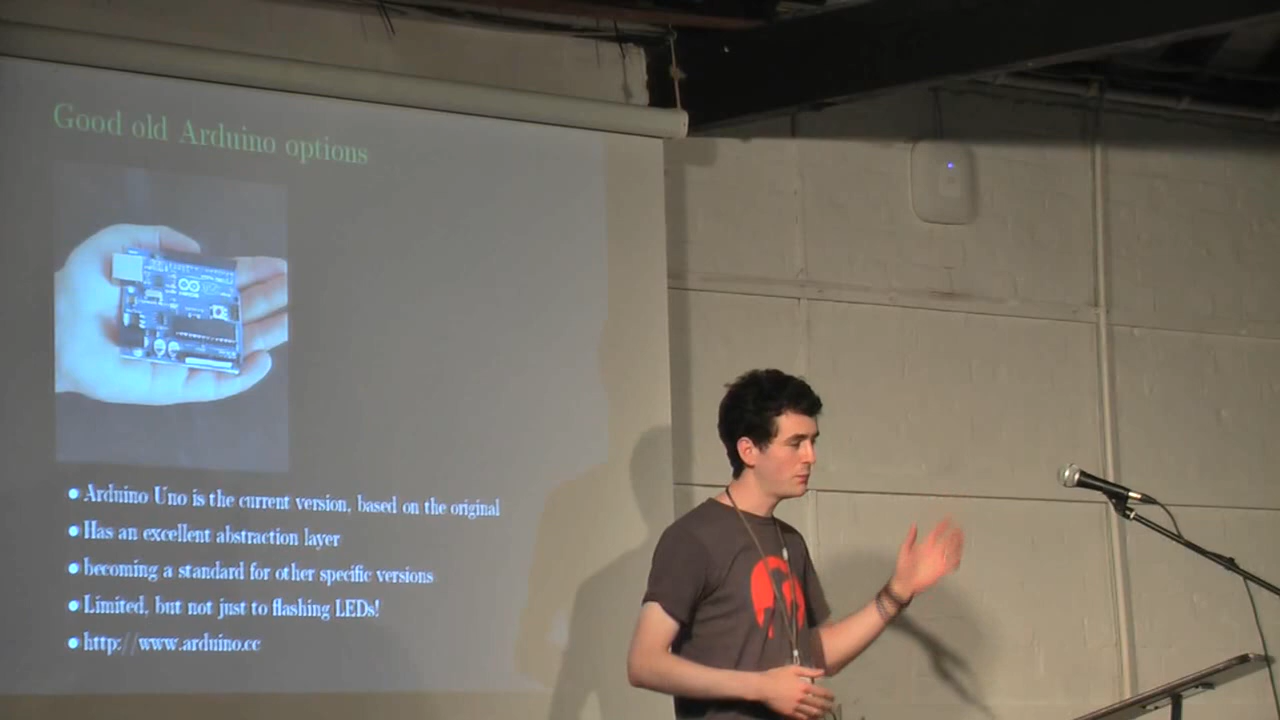 Good old Arduino options
• Arduino Uno is the current version, based on the original
• Has an excellent abstraction layer
• becoming a standard for other specific versions
• Limited, but not just to flashing LEDs!
• http://www.arduino.cc